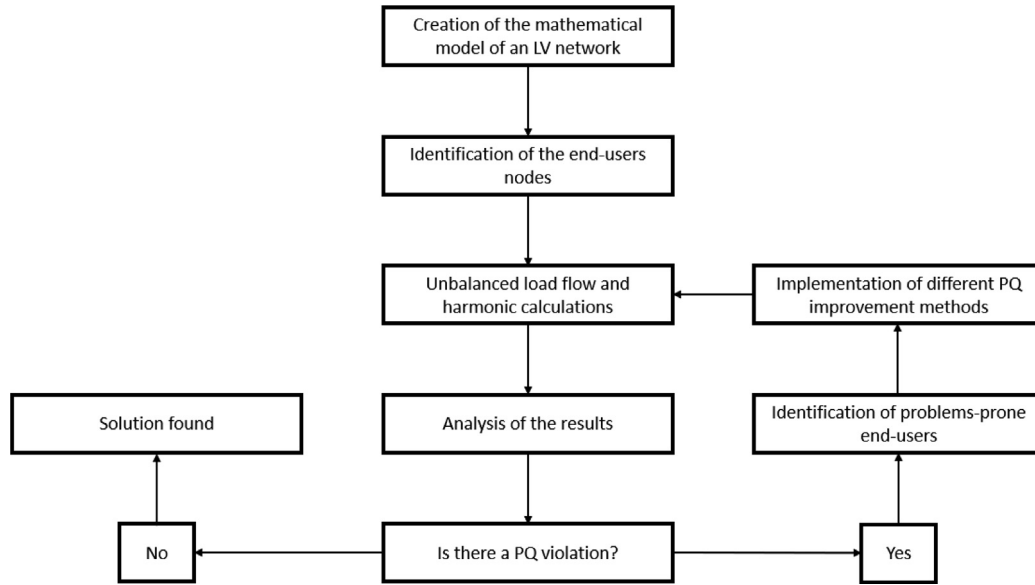 Creation of the mathematical
model of an LV network
Identification of the end-users
nodes
Unbalanced load flow and
harmonic calculations
Implementation of different PQ
improvement methods
Solution found
Analysis of the results
Identification of problems-prone
end-users
No
Is there a PQ violation?
Yes